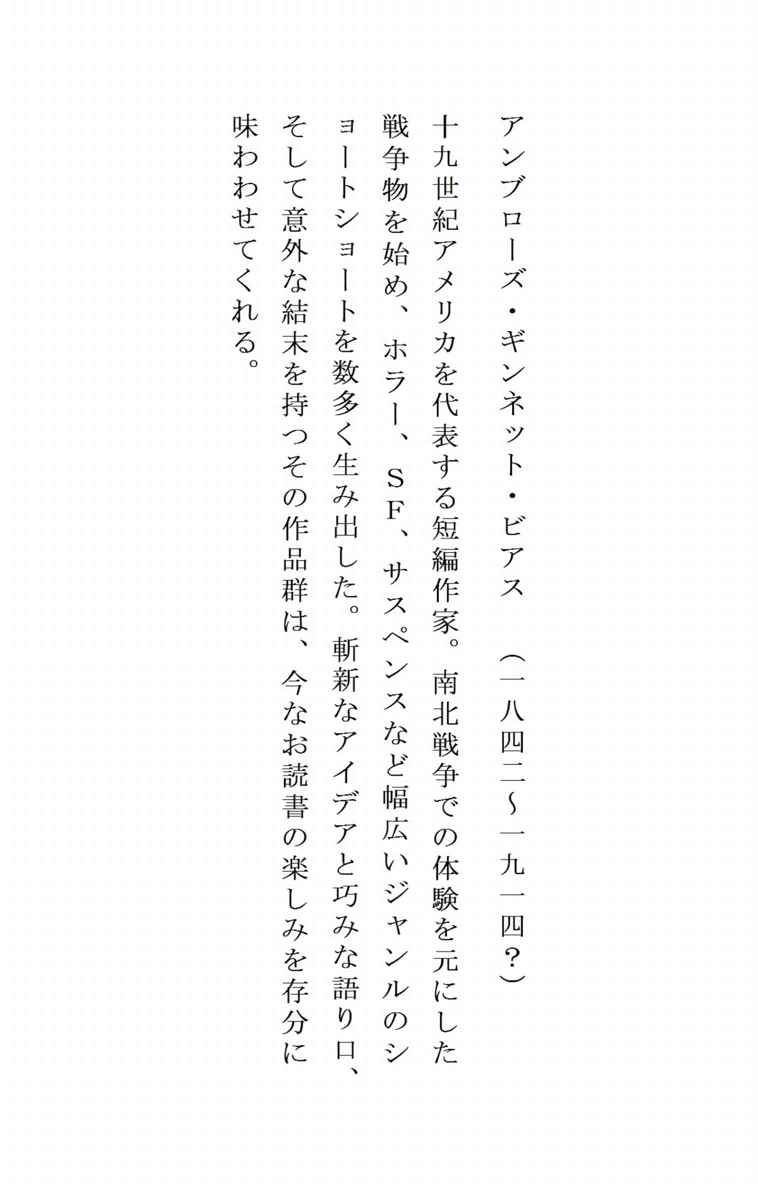 アンブローズ・ギンネット・ビアス　（一八四二～一九一四？）
十九世紀アメリカを代表する短編作家。南北戦争での体験を元にした
戦争物を始め、ホラー、ＳＦ、サスペンスなど幅広いジャンルのシ
ョートショートを数多く生み出した。斬新なアイデアと巧みな語り口、
そして意外な結末を持つその作品群は、今なお読書の楽しみを存分に
味わわせてくれる。